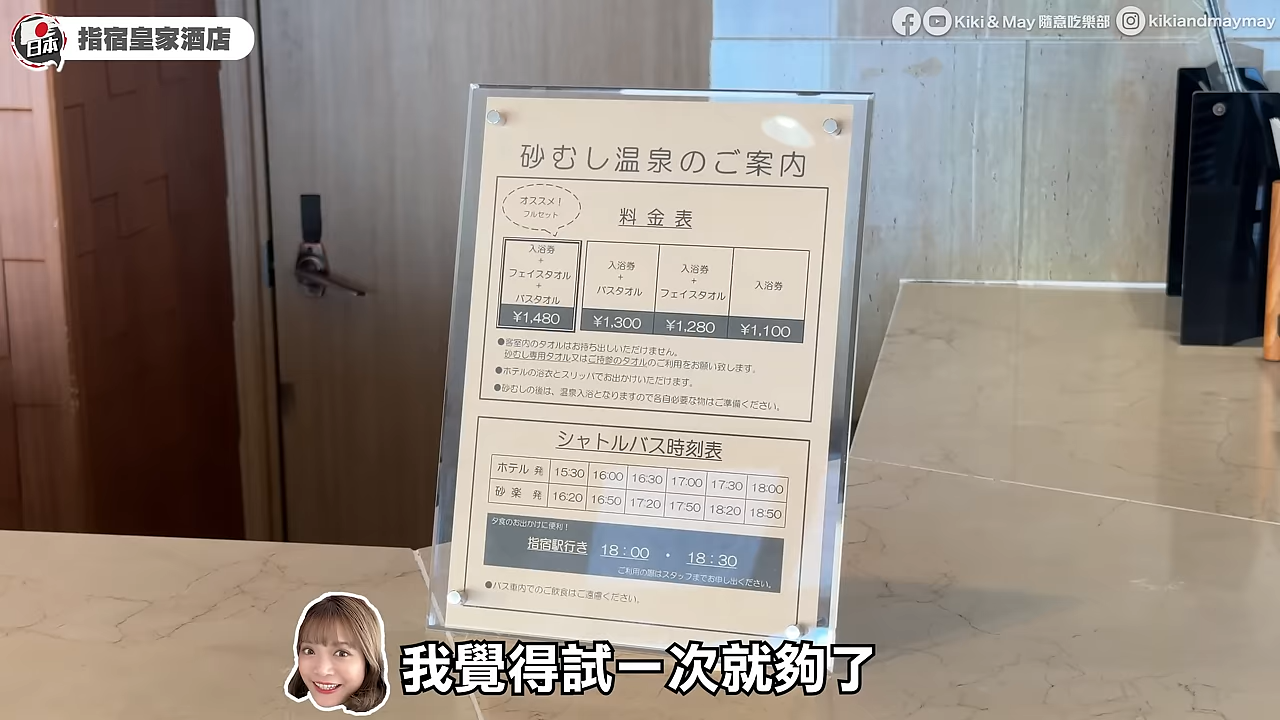 日本
指宿皇家酒店
Kiki & May 隨意吃樂部
kikiandmaymay
砂むし温泉のご案内
オススメ！
フルセット
料金表
入浴券
+
フェイスタオル
+
バスタオル
¥1,480
入浴券
+
バスタオル
¥1,300
入浴券
+
フェイスタオル
¥1,280
入浴券
¥1,100
●客室内のタオルはお持ち出しいただけません。
砂むし専用タオル又はご持参のタオルのご利用をお願い致します。
●ホテルの浴衣とスリッパでお出かけいただけます。
●砂むしの後は、温泉入浴となりますので各自必要な物はご準備ください。
シャトルバス時刻表
ホテル 発 15:30 16:00 16:30 17:00 17:30 18:00
砂楽 発 16:20 16:50 17:20 17:50 18:20 18:50
夕食のお出かけに便利！
指宿駅行き 18：00 ・ 18：30
ご利用の際はスタッフまでお申し出ください。
●バス車内でのご飲食はご遠慮ください。
我覺得試一次就夠了